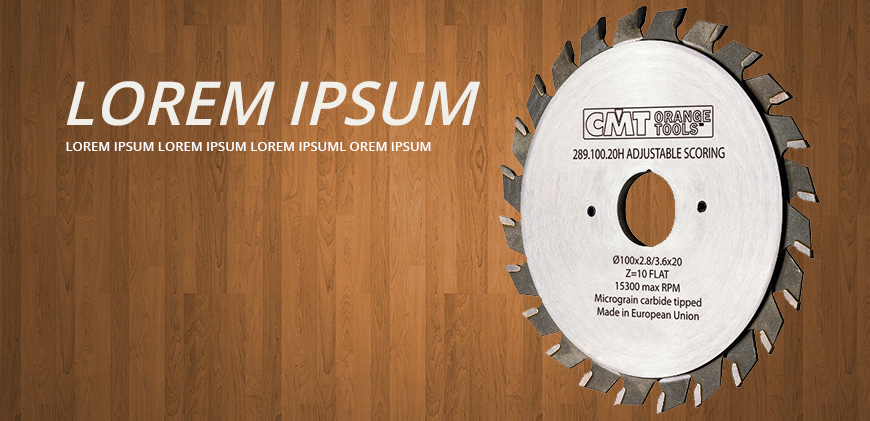 LOREM IPSUM
LOREM IPSUM LOREM IPSUM LOREM IPSUML OREM IPSUM
CMT ORANGE TOOLS™
289.100.20H ADJUSTABLE SCORING
Ø100x2.8/3.6x20
Z=10 FLAT
15300 max RPM
Micrograin carbide tipped
Made in European Union